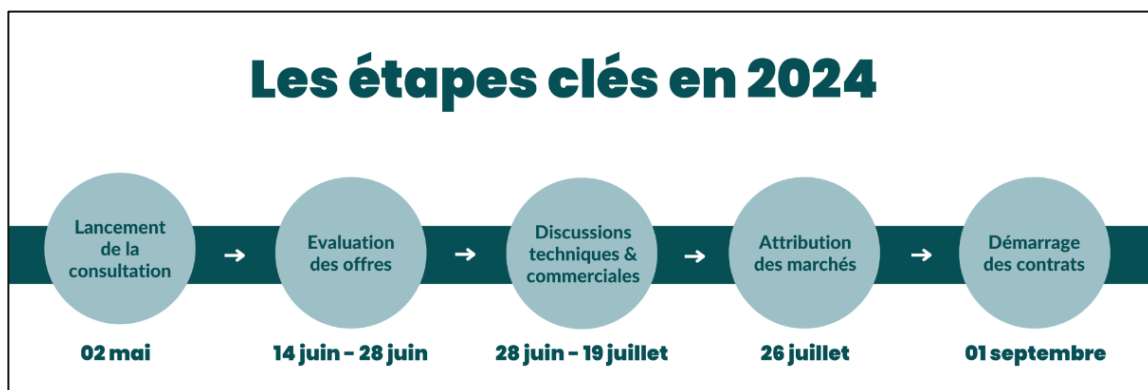 Les étapes clés en 2024
Lancement
de la
consultation
→
Evaluation
des offres
→
Discussions
techniques &
commerciales
→
Attribution
des marchés
→
Démarrage
des contrats
02 mai
14 juin - 28 juin
28 juin - 19 juillet
26 juillet
01 septembre